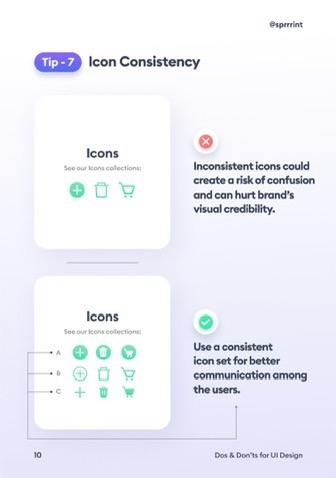 @sprrrint
Tip - 7 Icon Consistency
Icons
See our Icons collections:
Inconsistent icons could
create a risk of confusion
and can hurt brand's
visual credibility.
Icons
See our Icons collections:
A
B
C
Use a consistent
icon set for better
communication among
the users.
10
Dos & Don'ts for UI Design